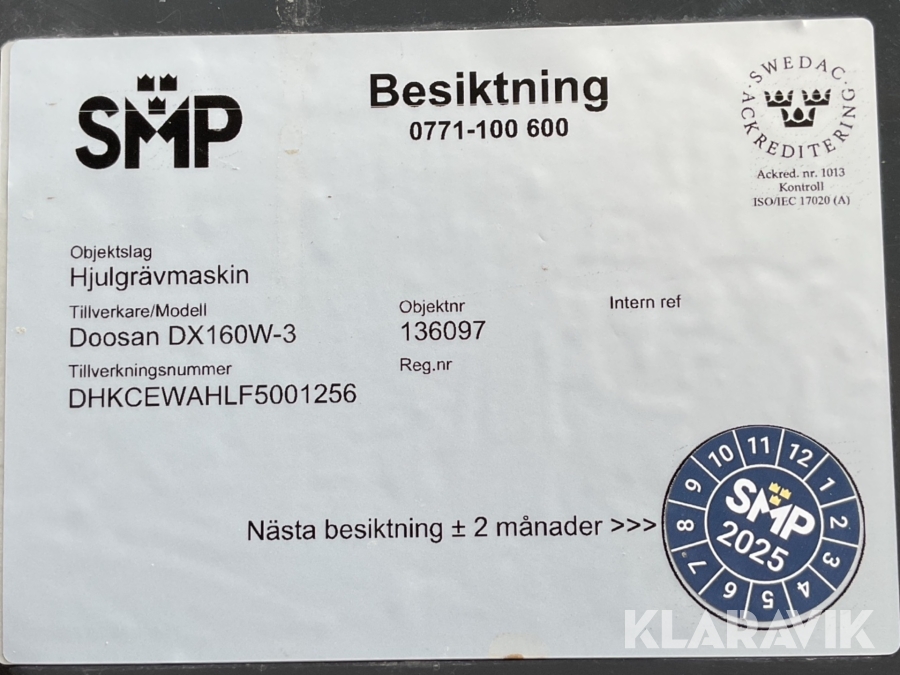 SMP
Besiktning
0771-100 600
SWEDAC
ACKREDITERING
Ackred. nr. 1013
Kontroll
ISO/IEC 17020 (A)
Objektslag
Hjulgrävmaskin
Tillverkare/Modell
Doosan DX160W-3
Objektnr
136097
Intern ref
Tillverkningsnummer
DHKCEWAHLF5001256
Reg.nr
Nästa besiktning ± 2 månader >>>
SMP
2025
1 2 3 4 5 6 7 8 9 10 11 12
KLARAVIK